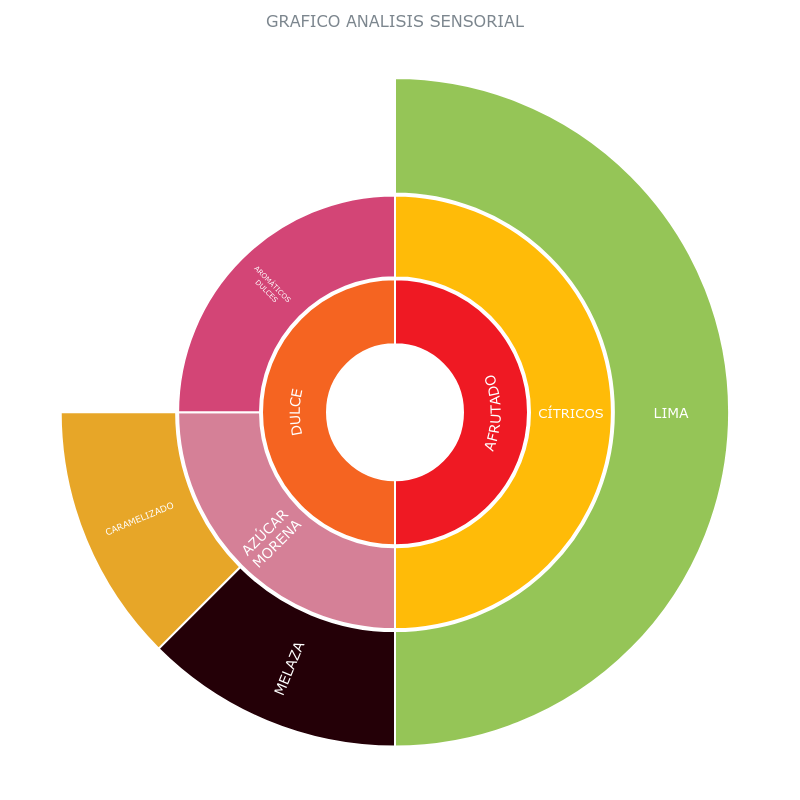 GRAFICO ANALISIS SENSORIAL
AROMÁTICOS
DULCES
DULCE
AFRUTADO
CÍTRICOS
LIMA
CARAMELIZADO
AZÚCAR
MORENA
MELAZA